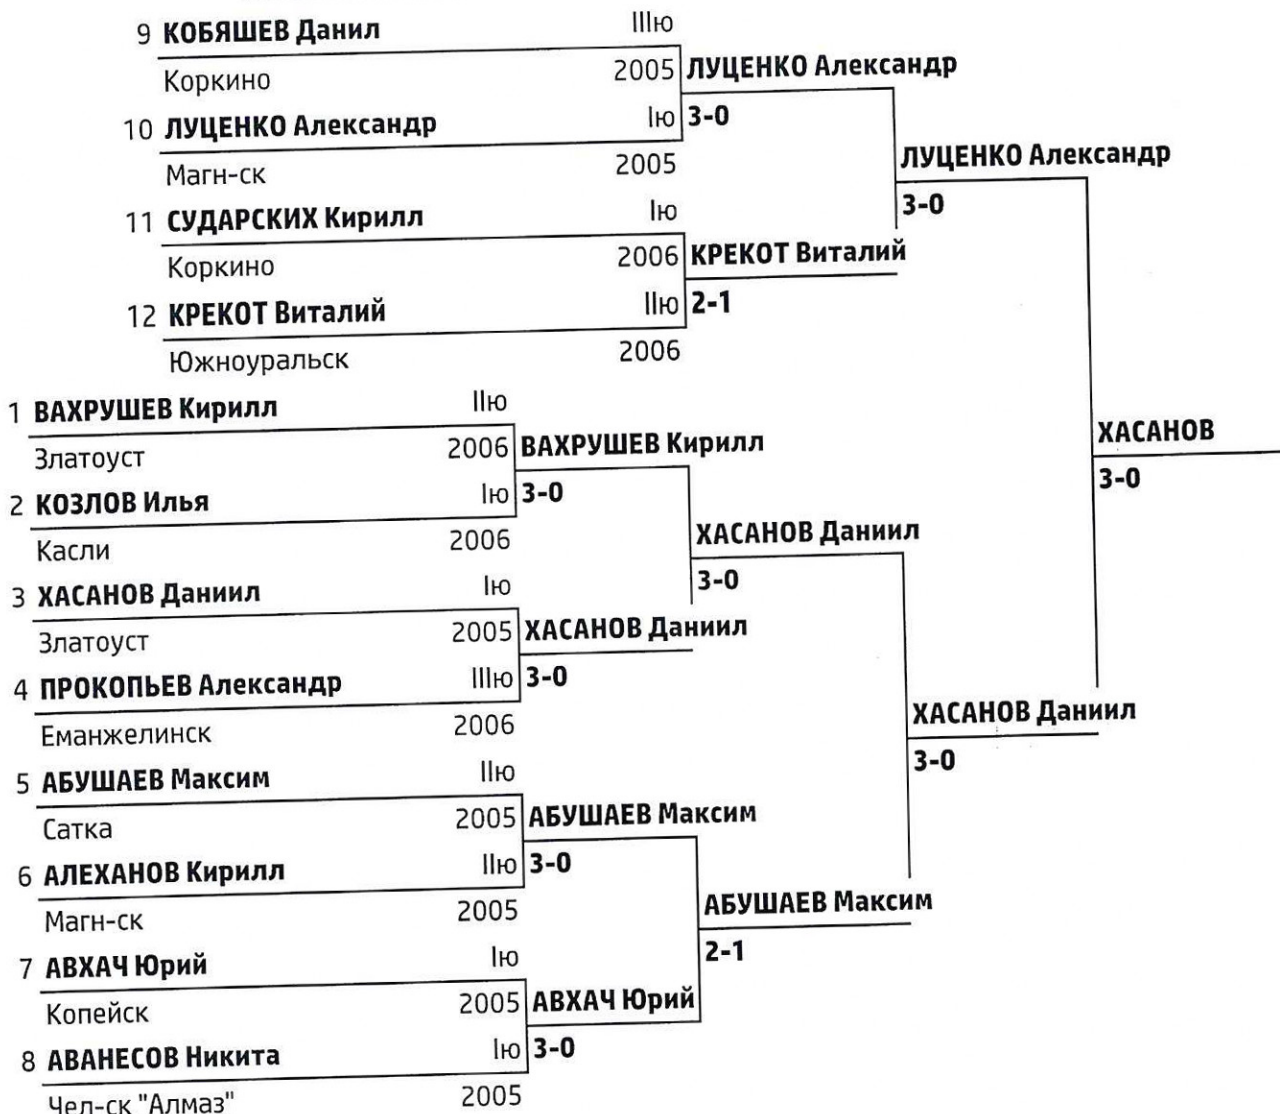 9 КОБЯШЕВ Данил IIIю
Коркино 2005 ЛУЦЕНКО Александр
10 ЛУЦЕНКО Александр Iю 3-0
Магн-ск 2005 ЛУЦЕНКО Александр
11 СУДАРСКИХ Кирилл Iю 3-0
Коркино 2006 КРЕКОТ Виталий
12 КРЕКОТ Виталий IIю 2-1
Южноуральск 2006
1 ВАХРУШЕВ Кирилл IIю ХАСАНОВ
Златоуст 2006 ВАХРУШЕВ Кирилл 3-0
2 КОЗЛОВ Илья Iю 3-0
Касли 2006 ХАСАНОВ Даниил
3 ХАСАНОВ Даниил Iю 3-0
Златоуст 2005 ХАСАНОВ Даниил
4 ПРОКОПЬЕВ Александр IIIю 3-0
Еманжелинск 2006 ХАСАНОВ Даниил
5 АБУШАЕВ Максим IIю 3-0
Сатка 2005 АБУШАЕВ Максим
6 АЛЕХАНОВ Кирилл IIю 3-0
Магн-ск 2005 АБУШАЕВ Максим
7 АВХАЧ Юрий Iю 2-1
Копейск 2005 АВХАЧ Юрий
8 АВАНЕСОВ Никита Iю 3-0
Чел-ск "Алмаз" 2005